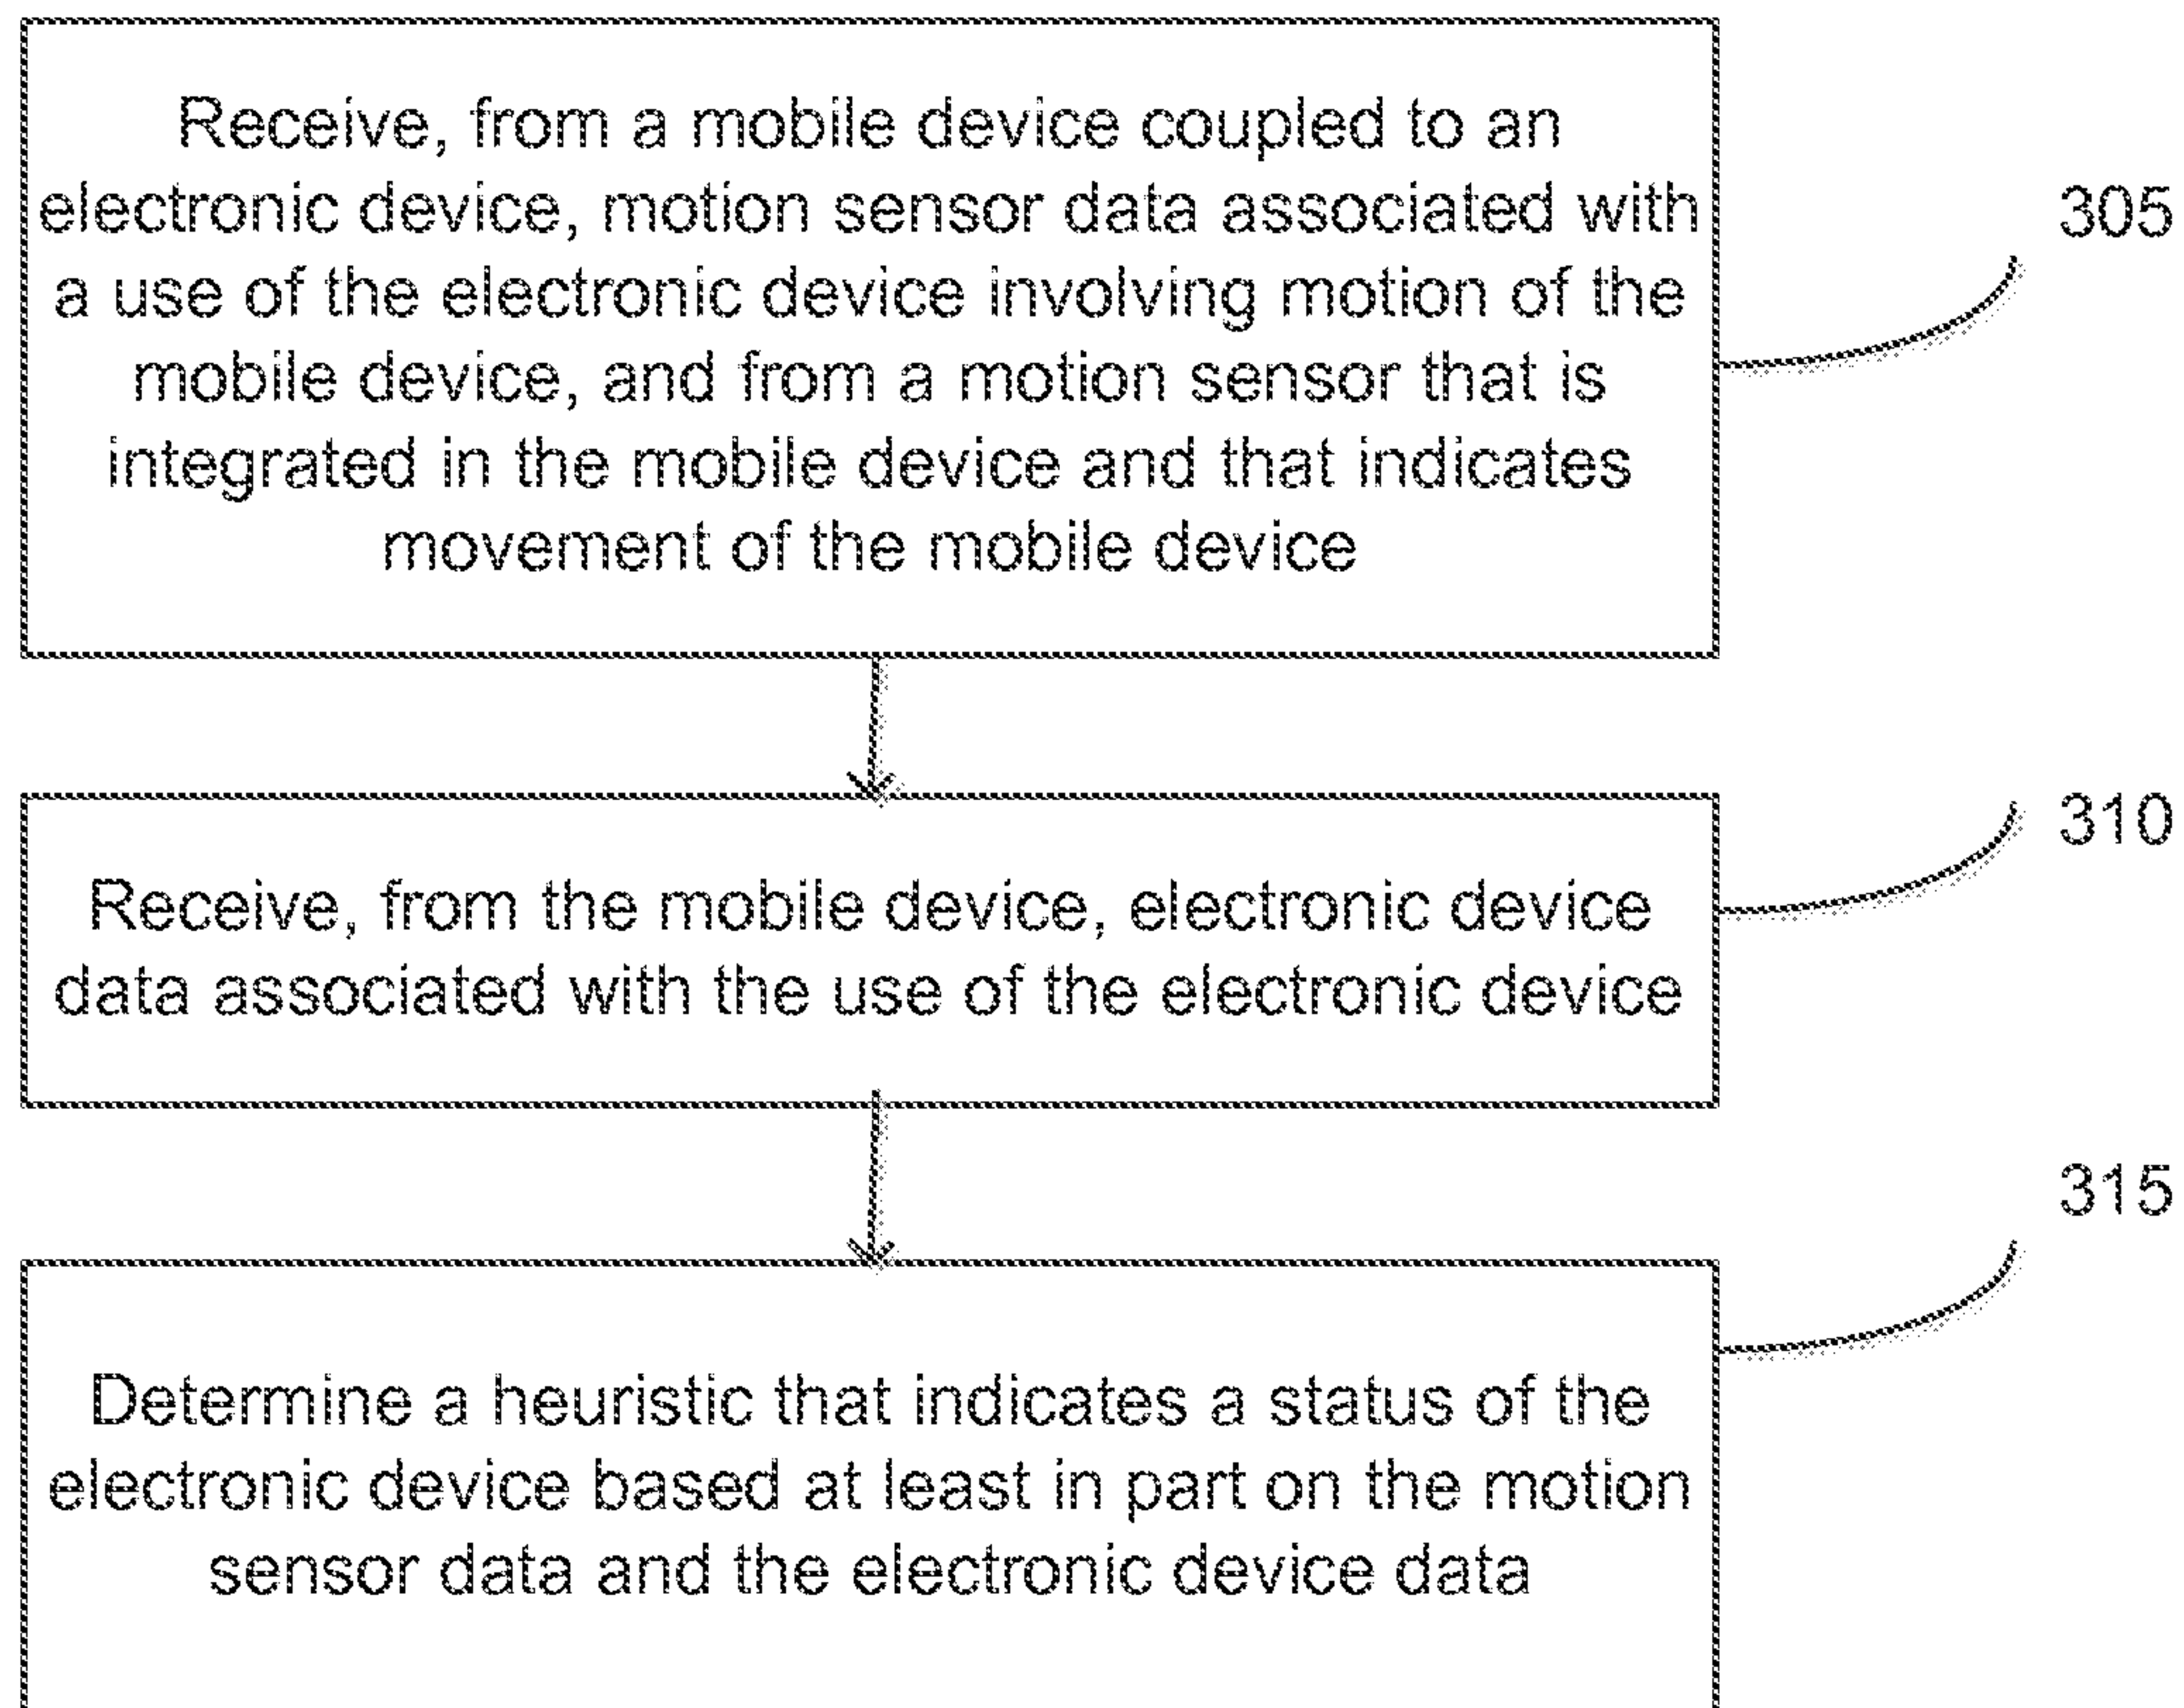 Receive, from a mobile device coupled to an
electronic device, motion sensor data associated with
a use of the electronic device involving motion of the
mobile device, and from a motion sensor that is
integrated in the mobile device and that indicates
movement of the mobile device
305
Receive, from the mobile device, electronic device
data associated with the use of the electronic device
310
Determine a heuristic that indicates a status of the
electronic device based at least in part on the motion
sensor data and the electronic device data
315